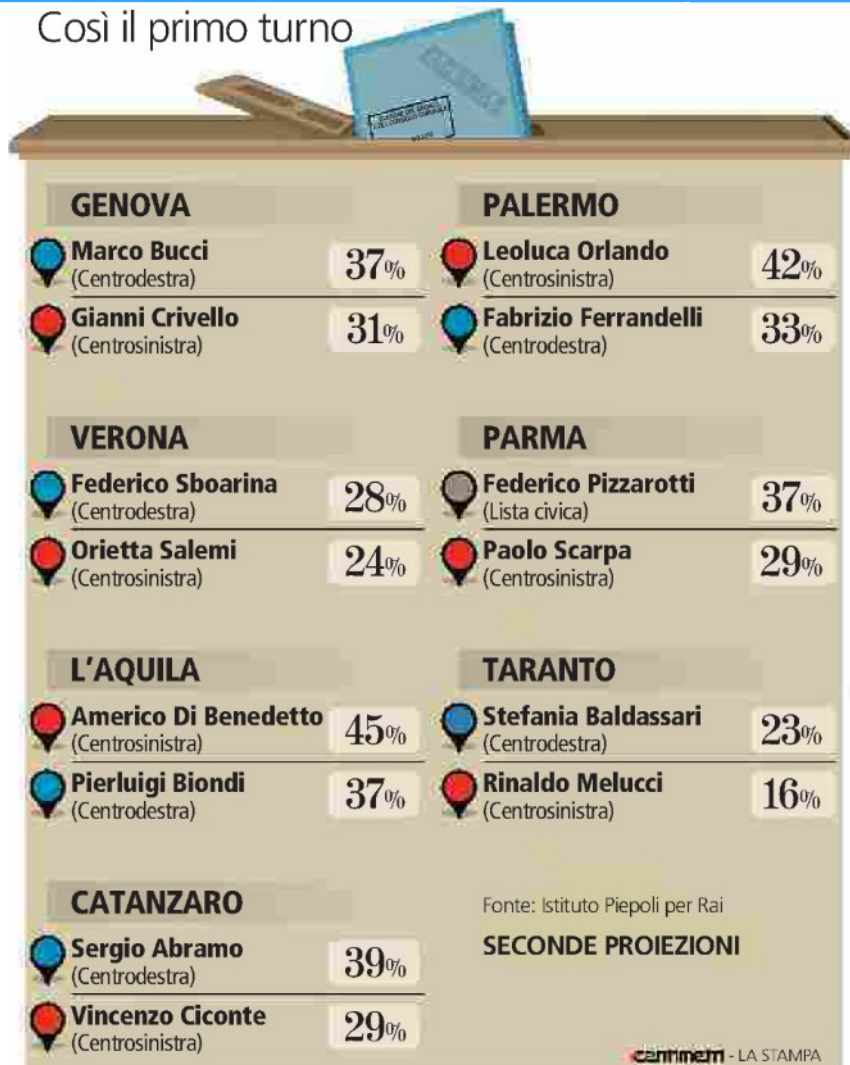 Così il primo turno
GENOVA
Marco Bucci
(Centrodestra)
37%
Gianni Crivello
(Centrosinistra)
31%
PALERMO
Leoluca Orlando
(Centrosinistra)
42%
Fabrizio Ferrandelli
(Centrodestra)
33%
VERONA
Federico Sboarina
(Centrodestra)
28%
Orietta Salemi
(Centrosinistra)
24%
PARMA
Federico Pizzarotti
(Lista civica)
37%
Paolo Scarpa
(Centrosinistra)
29%
L'AQUILA
Americo Di Benedetto
(Centrosinistra)
45%
Pierluigi Biondi
(Centrodestra)
37%
TARANTO
Stefania Baldassari
(Centrodestra)
23%
Rinaldo Melucci
(Centrosinistra)
16%
CATANZARO
Sergio Abramo
(Centrodestra)
39%
Vincenzo Ciconte
(Centrosinistra)
29%
Fonte: Istituto Piepoli per Rai
SECONDE PROIEZIONI
centimetri - LA STAMPA